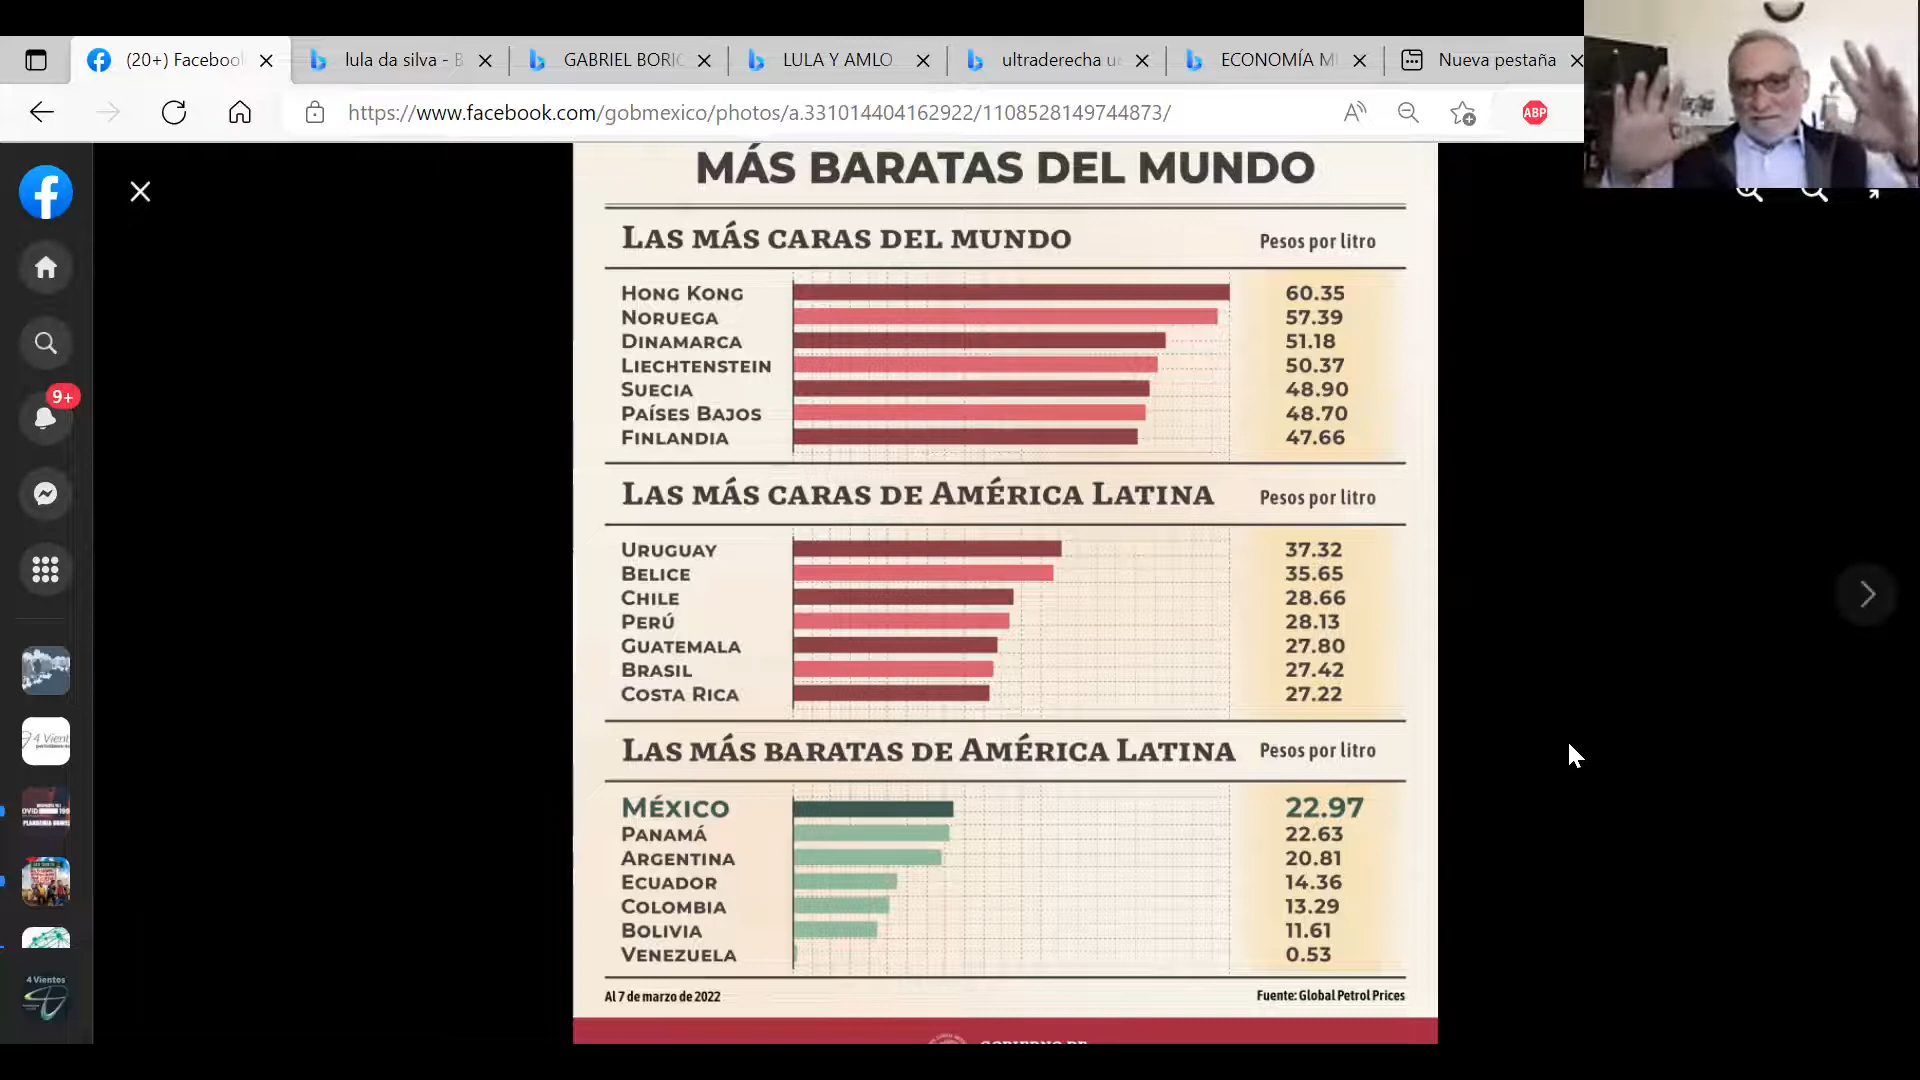 (20+) Facebook
lula da silva - B
GABRIEL BORIC
LULA Y AMLO
ultraderecha u
ECONOMÍA M
Nueva pestaña
https://www.facebook.com/gobmexico/photos/a.331014404162922/1108528149744873/
ABP
9+
4 Vient
4 Vientos
MÁS BARATAS DEL MUNDO
LAS MÁS CARAS DEL MUNDO Pesos por litro
HONG KONG 60.35
NORUEGA 57.39
DINAMARCA 51.18
LIECHTENSTEIN 50.37
SUECIA 48.90
PAÍSES BAJOS 48.70
FINLANDIA 47.66
LAS MÁS CARAS DE AMÉRICA LATINA Pesos por litro
URUGUAY 37.32
BELICE 35.65
CHILE 28.66
PERÚ 28.13
GUATEMALA 27.80
BRASIL 27.42
COSTA RICA 27.22
LAS MÁS BARATAS DE AMÉRICA LATINA Pesos por litro
MÉXICO 22.97
PANAMÁ 22.63
ARGENTINA 20.81
ECUADOR 14.36
COLOMBIA 13.29
BOLIVIA 11.61
VENEZUELA 0.53
Al 7 de marzo de 2022 Fuente: Global Petrol Prices
GOBIERNO DE